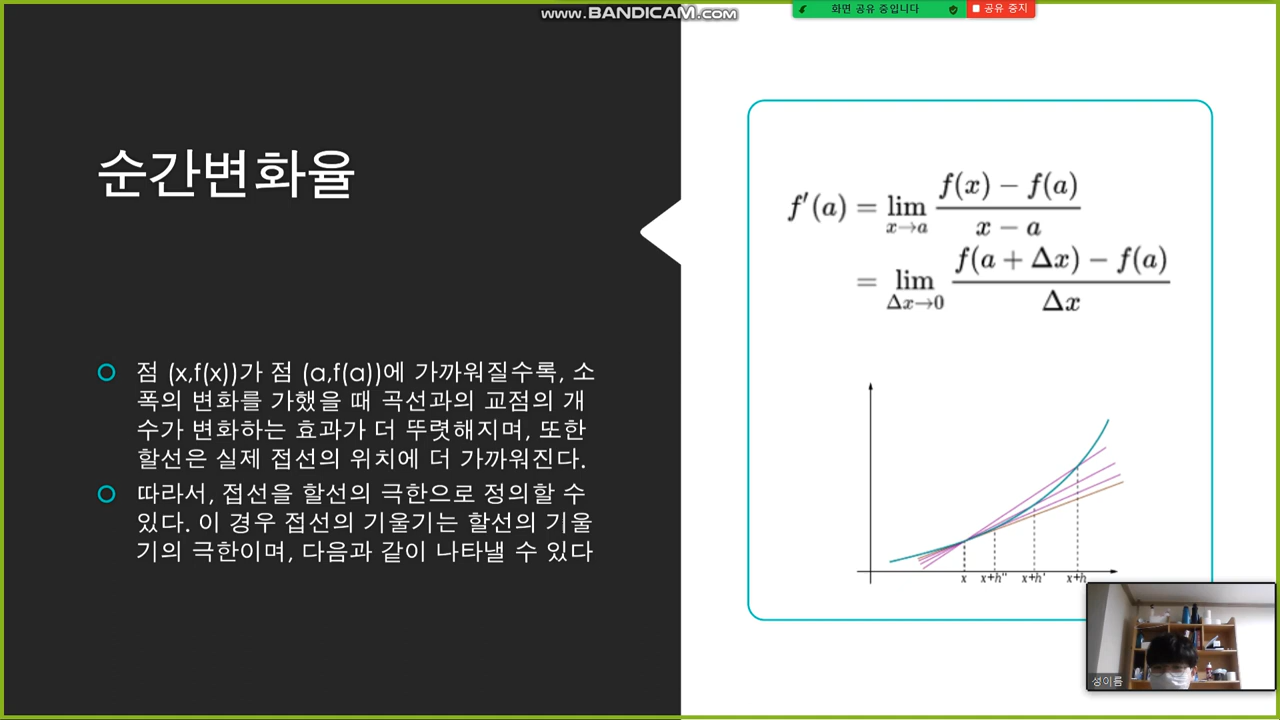 www.BANDICAM.com
화면 공유 중입니다
공유 중지
순간변화율
점 (x,f(x))가 점 (a,f(a))에 가까워질수록, 소
폭의 변화를 가했을 때 곡선과의 교점의 개
수가 변화하는 효과가 더 뚜렷해지며, 또한
할선은 실제 접선의 위치에 더 가까워진다.
따라서, 접선을 할선의 극한으로 정의할 수
있다. 이 경우 접선의 기울기는 할선의 기울
기의 극한이며, 다음과 같이 나타낼 수 있다
f′(a) = lim x→a (f(x) − f(a)) / (x − a)
= lim Δx→0 (f(a + Δx) − f(a)) / Δx
x x+h'' x+h' x+h
성이름